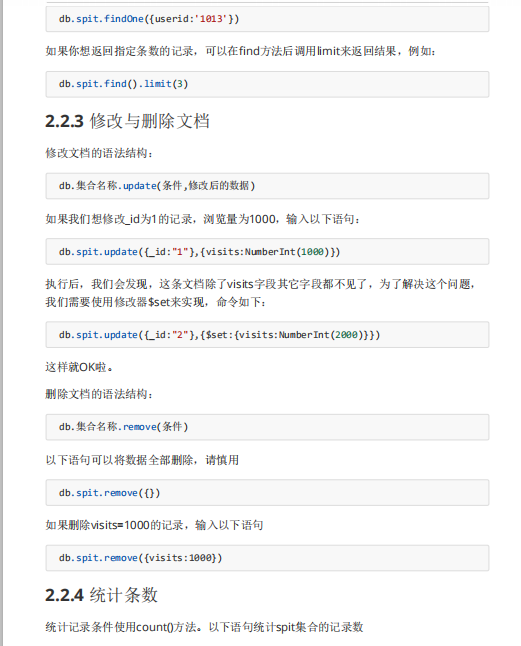 db.spit.findOne({userid:'1013'})
如果你想返回指定条数的记录，可以在find方法后调用limit来返回结果，例如：
db.spit.find().limit(3)
2.2.3 修改与删除文档
修改文档的语法结构：
db.集合名称.update(条件,修改后的数据)
如果我们想修改_id为1的记录，浏览量为1000，输入以下语句：
db.spit.update({_id:"1"},{visits:NumberInt(1000)})
执行后，我们会发现，这条文档除了visits字段其它字段都不见了，为了解决这个问题，
我们需要使用修改器$set来实现，命令如下：
db.spit.update({_id:"2"},{$set:{visits:NumberInt(2000)}})
这样就OK啦。
删除文档的语法结构：
db.集合名称.remove(条件)
以下语句可以将数据全部删除，请慎用
db.spit.remove({})
如果删除visits=1000的记录，输入以下语句
db.spit.remove({visits:1000})
2.2.4 统计条数
统计记录条件使用count()方法。以下语句统计spit集合的记录数